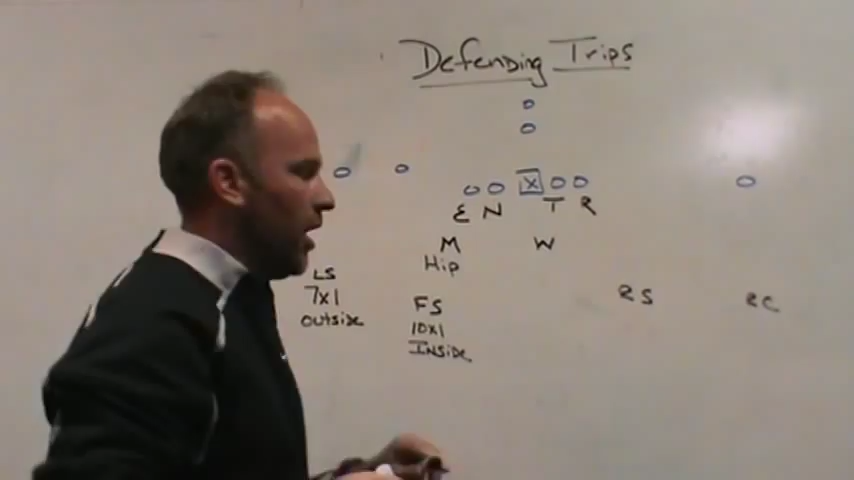 Defending Trips
X
E N T R
M W
Hip
LS
7x1
outside
FS
10x1
Inside
RS RC